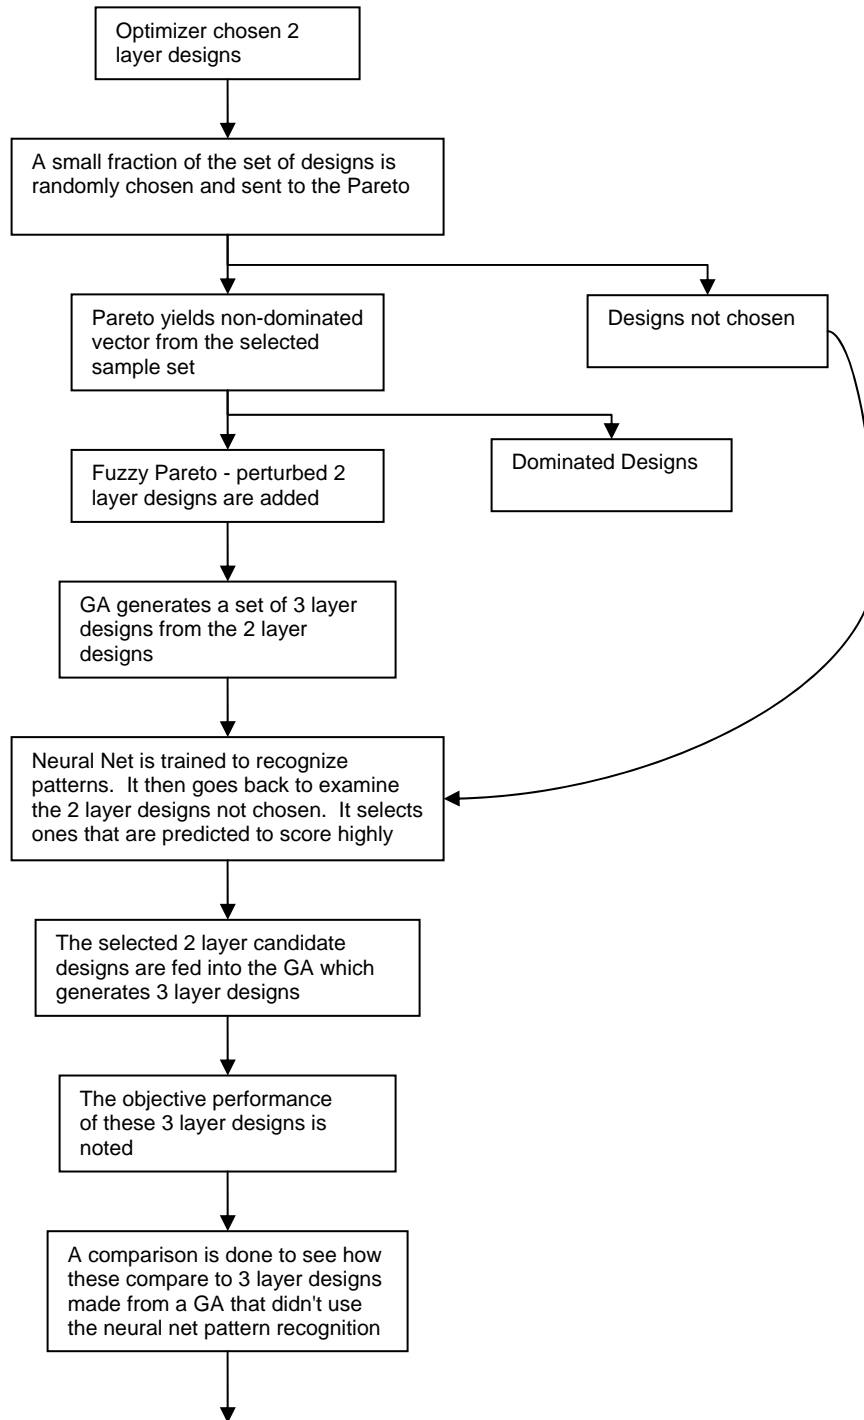 Optimizer chosen 2
layer designs
A small fraction of the set of designs is
randomly chosen and sent to the Pareto
Pareto yields non-dominated
vector from the selected
sample set
Designs not chosen
Fuzzy Pareto - perturbed 2
layer designs are added
Dominated Designs
GA generates a set of 3 layer
designs from the 2 layer
designs
Neural Net is trained to recognize
patterns.  It then goes back to examine
the 2 layer designs not chosen.  It selects
ones that are predicted to score highly
The selected 2 layer candidate
designs are fed into the GA which
generates 3 layer designs
The objective performance
of these 3 layer designs is
noted
A comparison is done to see how
these compare to 3 layer designs
made from a GA that didn't use
the neural net pattern recognition